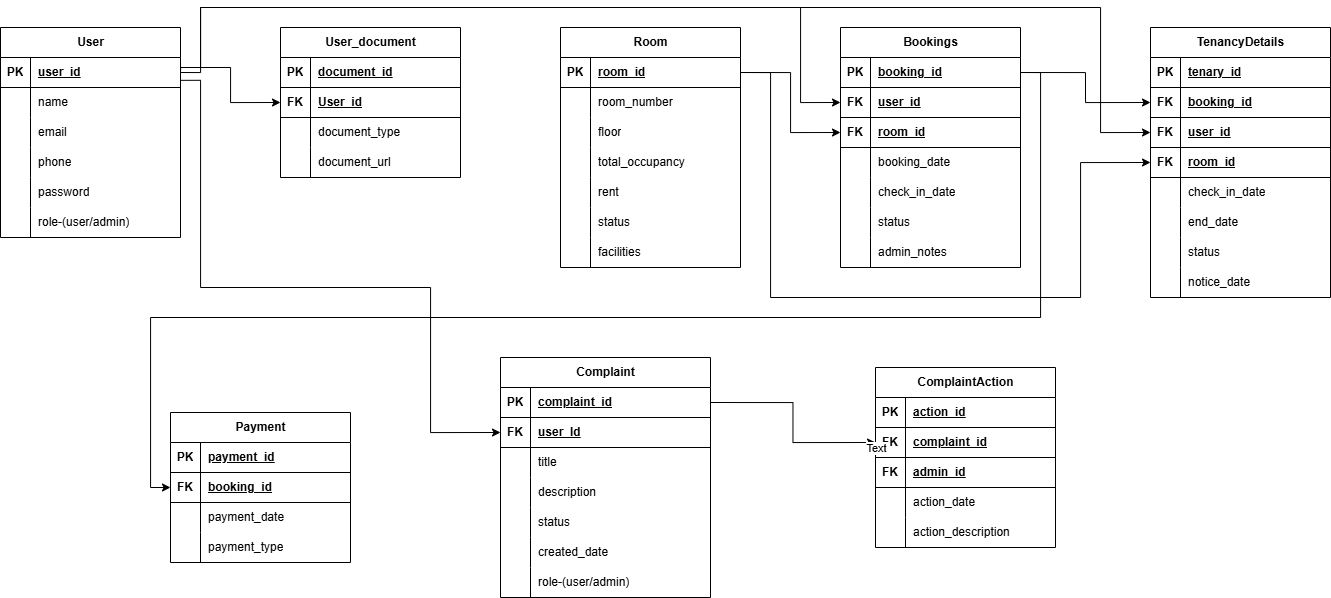 User
PK user_id
name
email
phone
password
role-(user/admin)
User_document
PK document_id
FK User_id
document_type
document_url
Room
PK room_id
room_number
floor
total_occupancy
rent
status
facilities
Bookings
PK booking_id
FK user_id
FK room_id
booking_date
check_in_date
status
admin_notes
TenancyDetails
PK tenary_id
FK booking_id
FK user_id
FK room_id
check_in_date
end_date
status
notice_date
Payment
PK payment_id
FK booking_id
payment_date
payment_type
Complaint
PK complaint_id
FK user_Id
title
description
status
created_date
role-(user/admin)
ComplaintAction
PK action_id
FK complaint_id
Text
FK admin_id
action_date
action_description